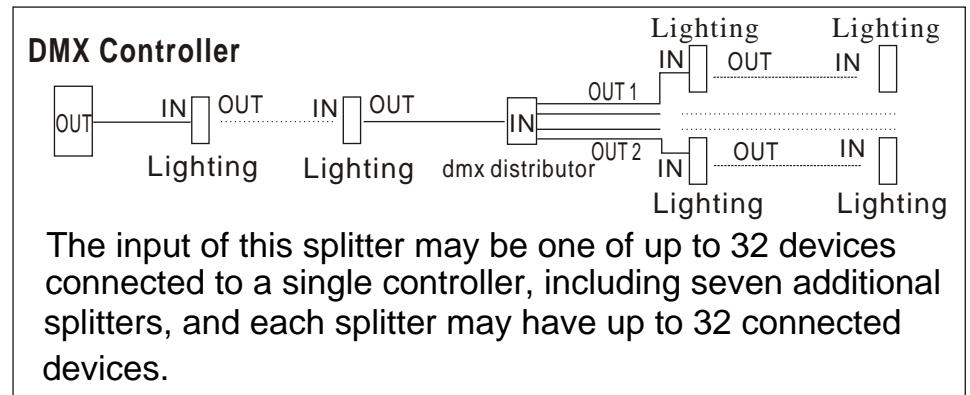 Lighting Lighting
DMX Controller
IN OUT IN
OUT 1
OUT IN OUT IN OUT IN
OUT 2 IN OUT IN
Lighting Lighting dmx distributor
Lighting Lighting
The input of this splitter may be one of up to 32 devices
connected to a single controller, including seven additional
splitters, and each splitter may have up to 32 connected
devices.